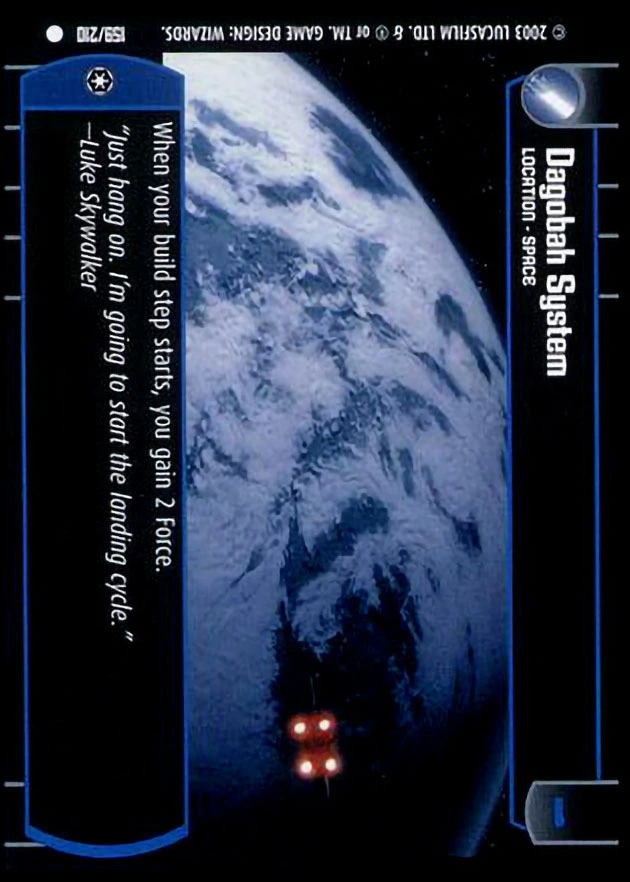 Dagobah System
LOCATION - SPACE
When your build step starts, you gain 2 Force.
"Just hang on. I'm going to start the landing cycle."
—Luke Skywalker
© 2003 LUCASFILM LTD. & ® or TM. GAME DESIGN: WIZARDS.
159/210